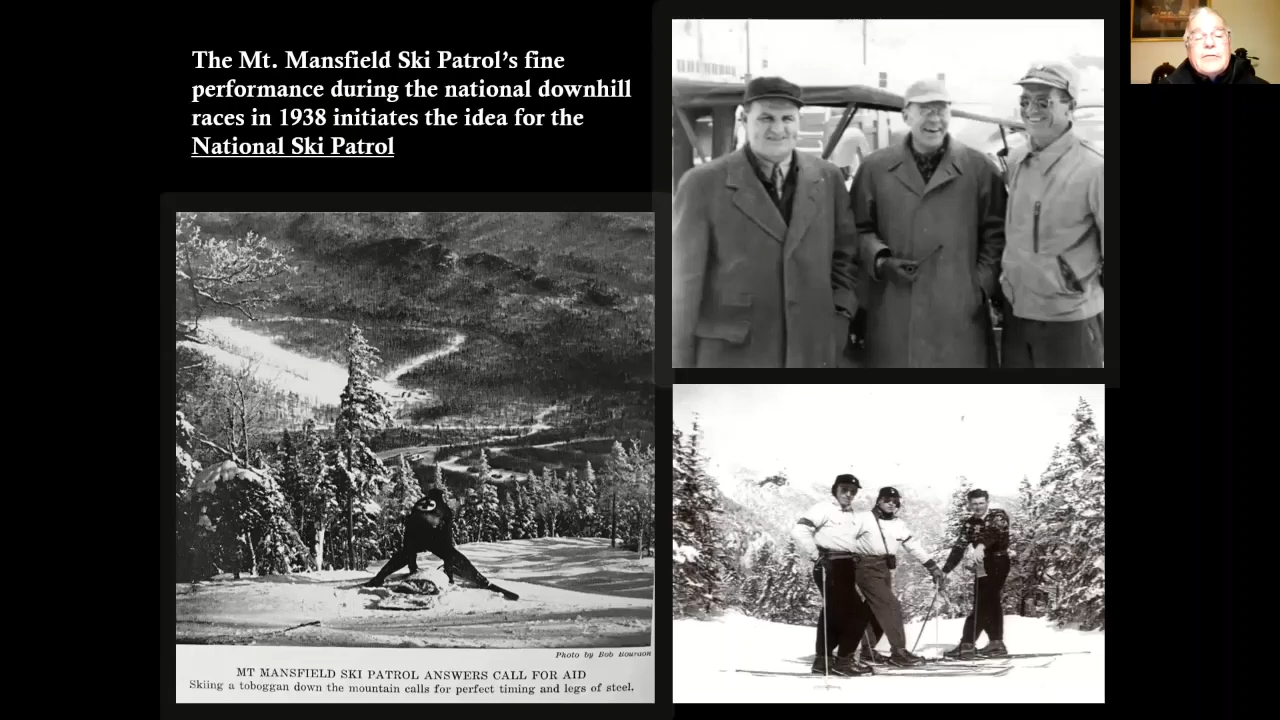 The Mt. Mansfield Ski Patrol’s fine
performance during the national downhill
races in 1938 initiates the idea for the
National Ski Patrol
Photo by Bob Bourdon
MT MANSFIELD SKI PATROL ANSWERS CALL FOR AID
Skiing a toboggan down the mountain calls for perfect timing and legs of steel.